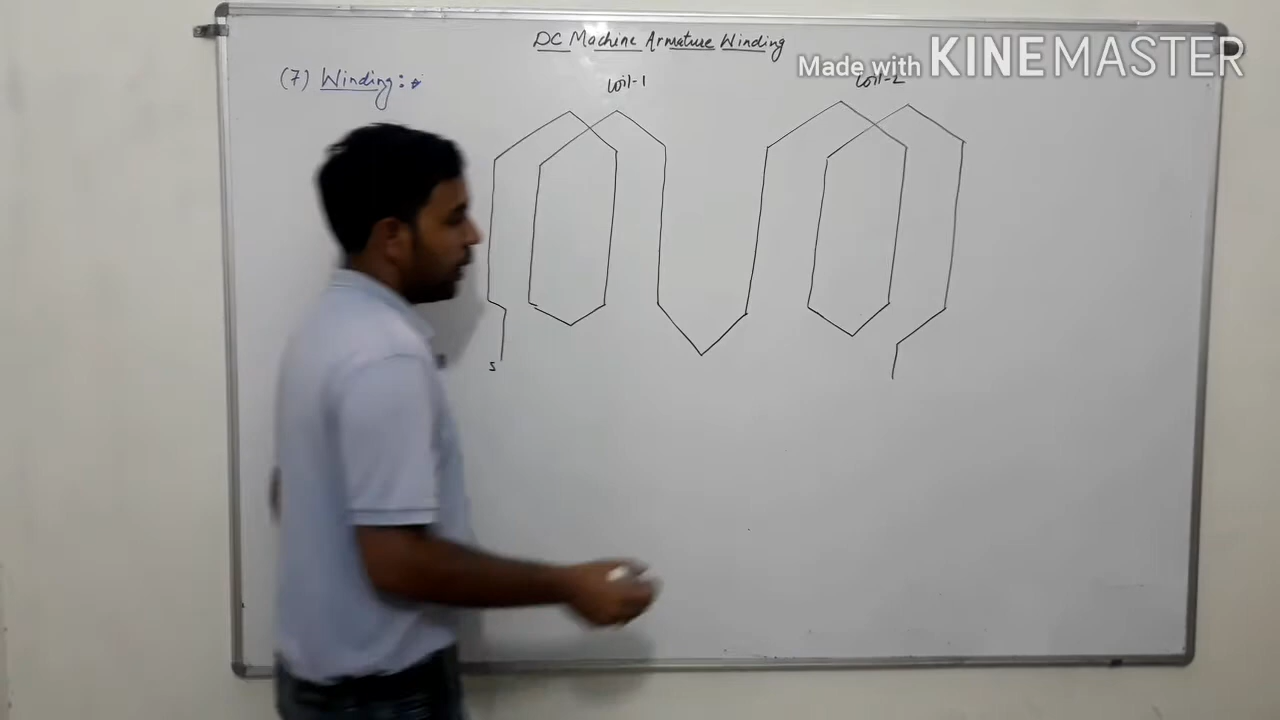 DC Machine Armature Winding
Made with KINEMASTER
(7) Winding:-
Coil-1
Coil-2
S